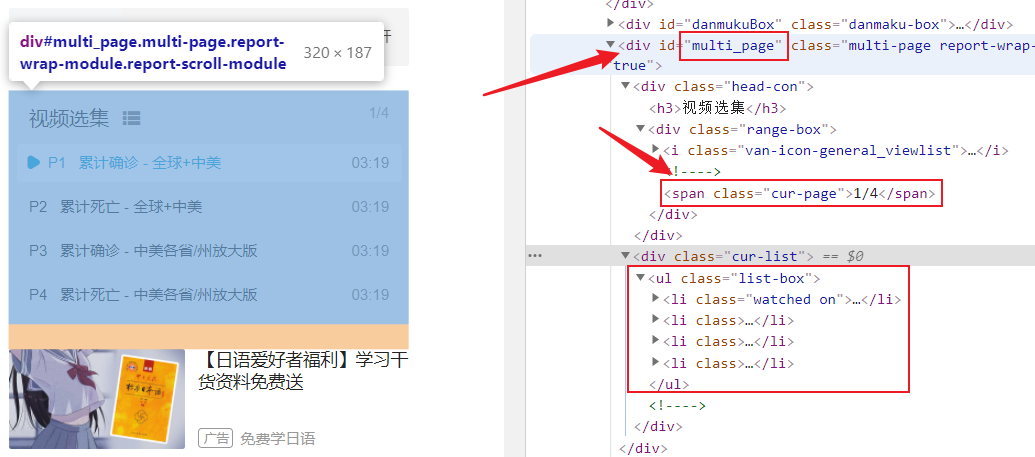 div#multi_page.multi-page.report-
wrap-module.report-scroll-module
320 × 187
开
视频选集
1/4
P1 累计确诊 - 全球+中美 03:19
P2 累计死亡 - 全球+中美 03:19
P3 累计确诊 - 中美各省/州放大版 03:19
P4 累计死亡 - 中美各省/州放大版 03:19
【日语爱好者福利】学习干
货资料免费送
广告 免费学日语
</div>
<div id="danmukuBox" class="danmaku-box">…</div>
<div id="multi_page" class="multi-page report-wrap-
true">
<div class="head-con">
<h3>视频选集</h3>
<div class="range-box">
<i class="van-icon-general_viewlist">…</i>
<!---->
<span class="cur-page">1/4</span>
</div>
</div>
… <div class="cur-list"> == $0
<ul class="list-box">
<li class="watched on">…</li>
<li class>…</li>
<li class>…</li>
<li class>…</li>
</ul>
<!---->
</div>
</div>